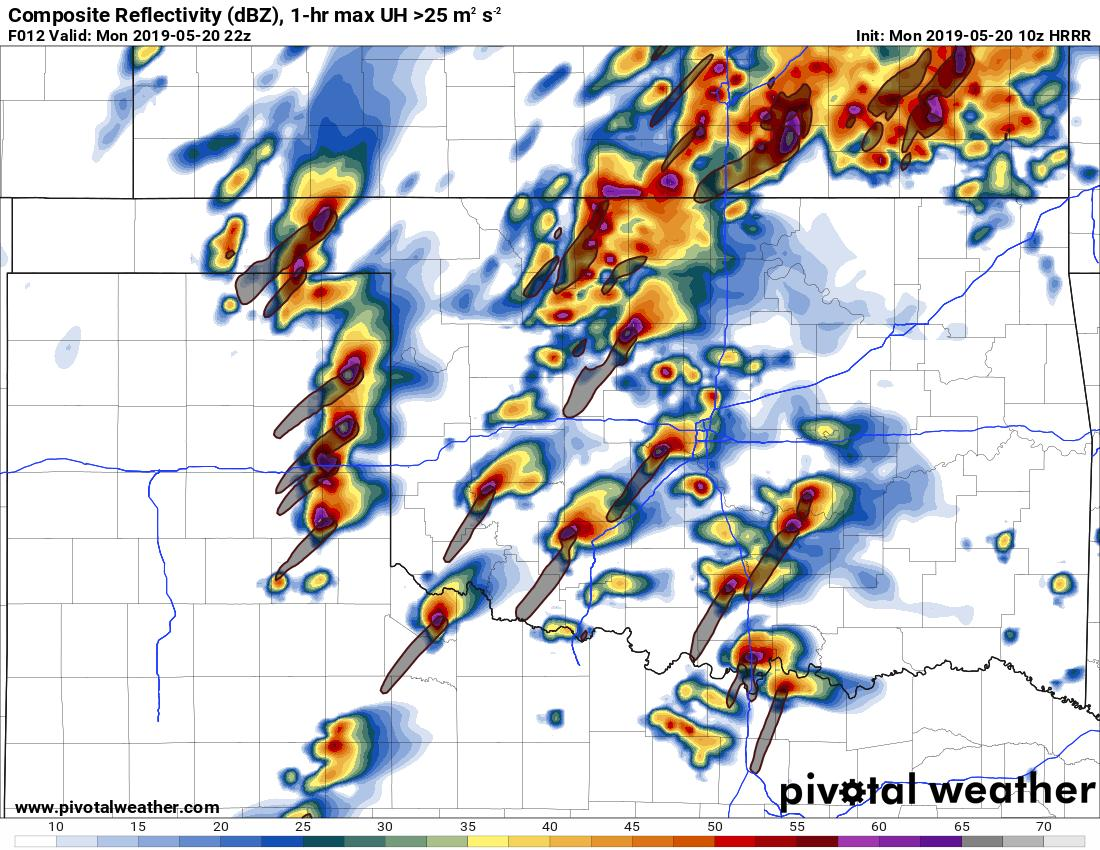 Composite Reflectivity (dBZ), 1-hr max UH >25 m² s⁻²
F012 Valid: Mon 2019-05-20 22z Init: Mon 2019-05-20 10z HRRR
pivotal weather
www.pivotalweather.com
10 15 20 25 30 35 40 45 50 55 60 65 70